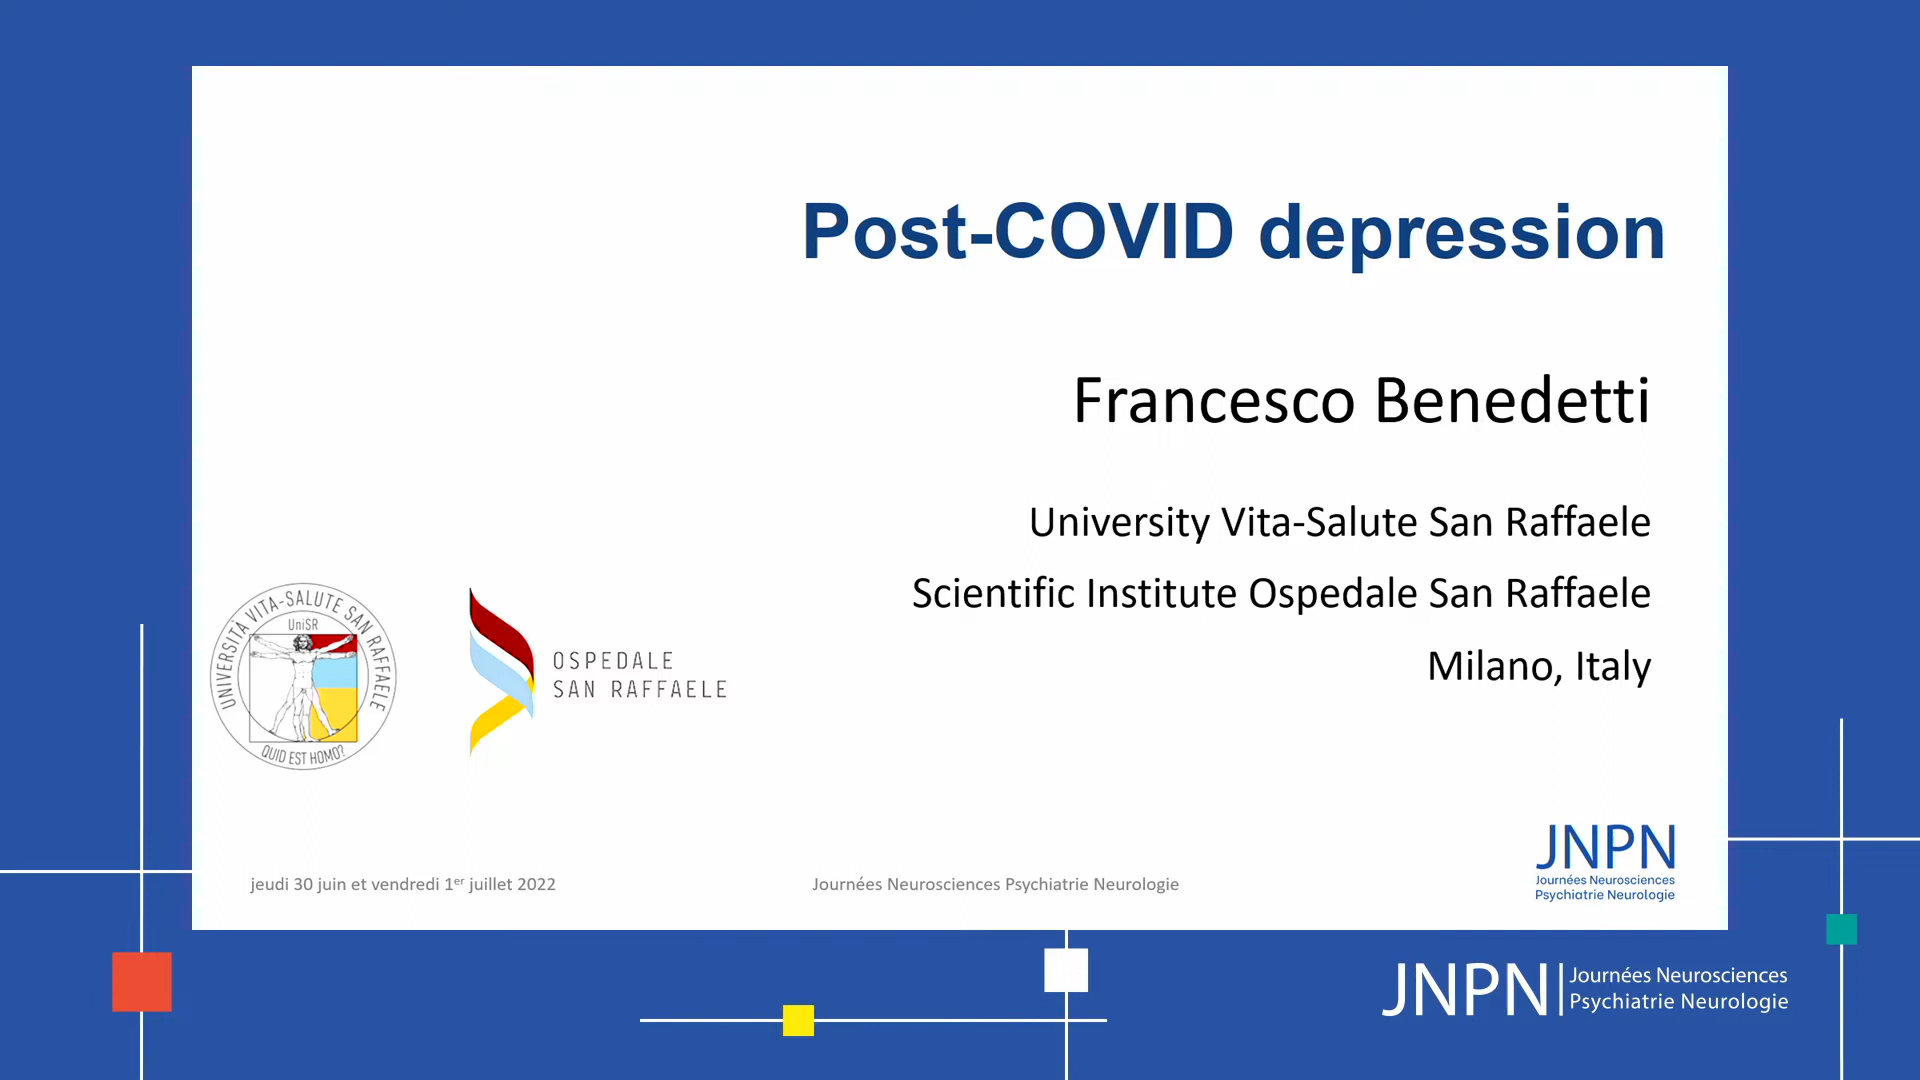 Post-COVID depression
Francesco Benedetti
University Vita-Salute San Raffaele
Scientific Institute Ospedale San Raffaele
Milano, Italy
UNIVERSITÀ VITA-SALUTE SAN RAFFAELE
UniSR
QUID EST HOMO?
OSPEDALE
SAN RAFFAELE
jeudi 30 juin et vendredi 1er juillet 2022
Journées Neurosciences Psychiatrie Neurologie
JNPN
Journées Neurosciences
Psychiatrie Neurologie
JNPN
Journées Neurosciences
Psychiatrie Neurologie